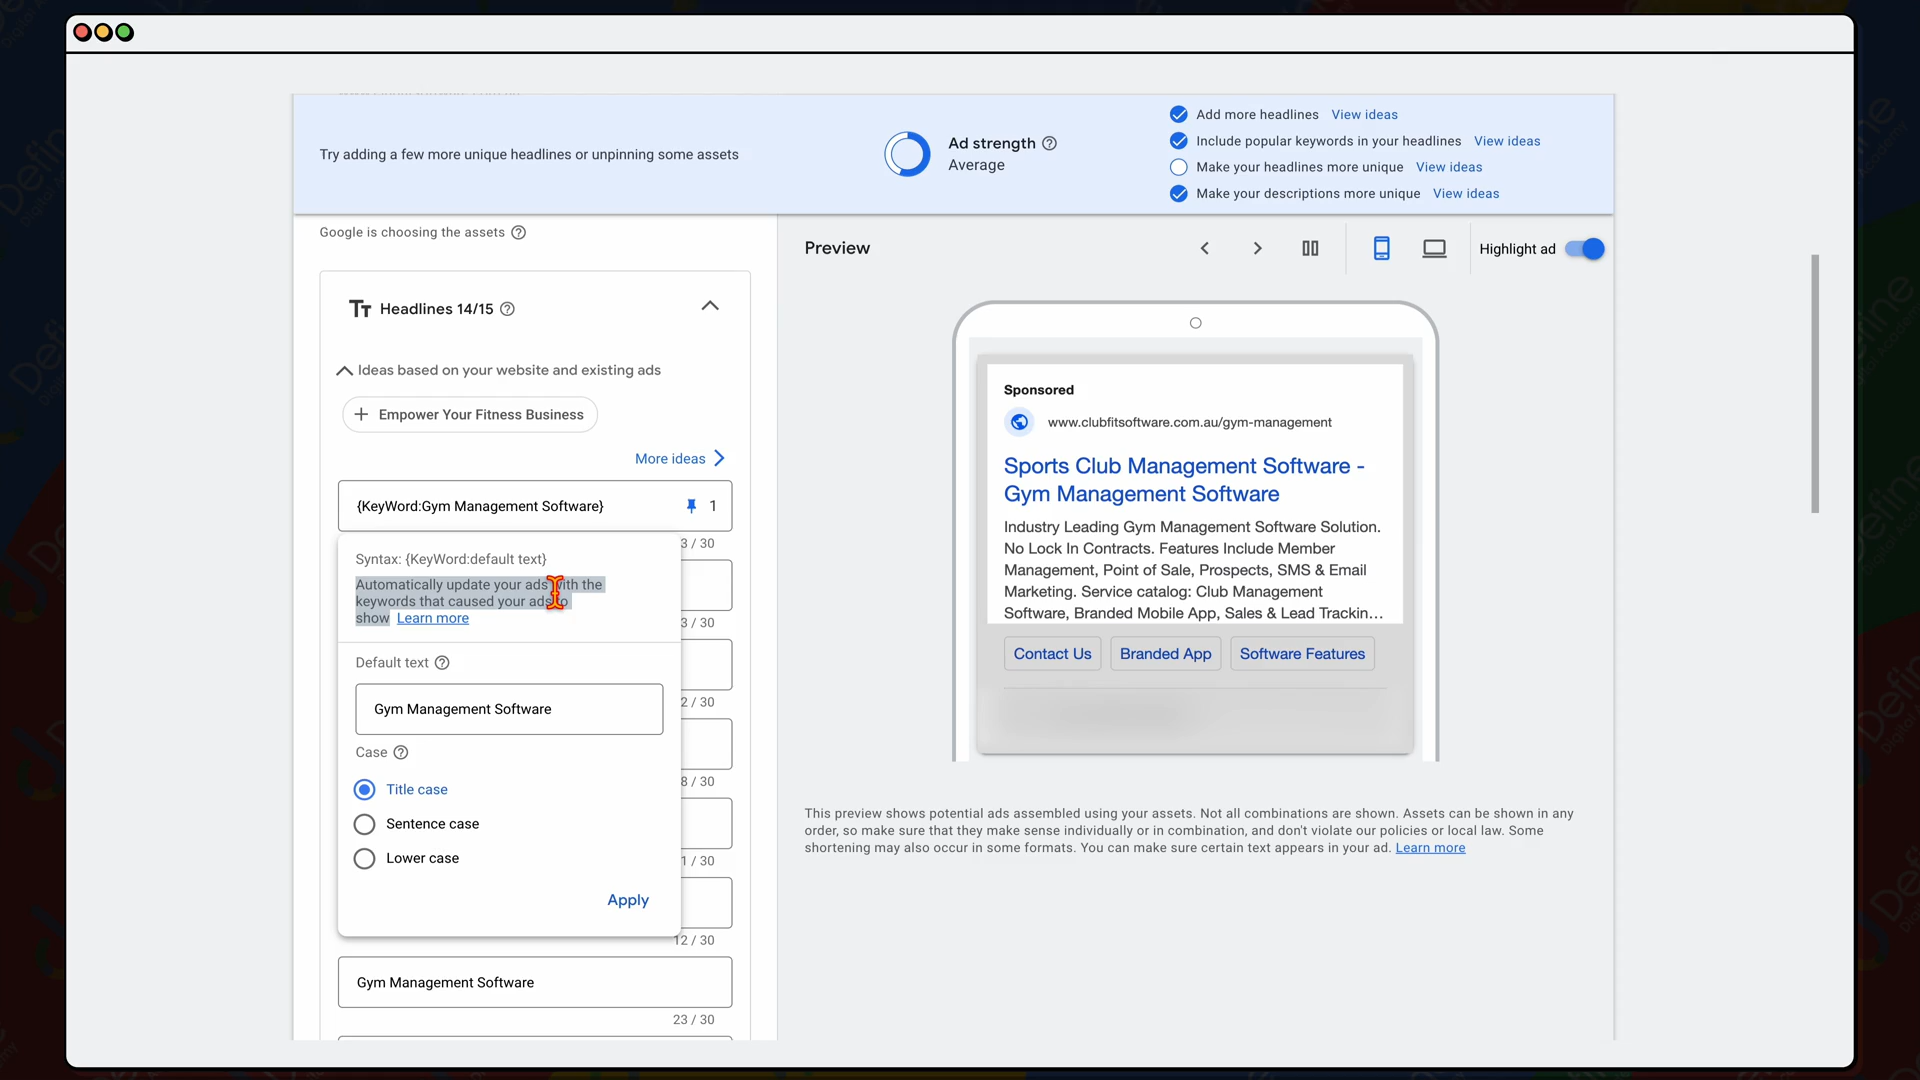 Try adding a few more unique headlines or unpinning some assets
Ad strength
Average
Add more headlines View ideas
Include popular keywords in your headlines View ideas
Make your headlines more unique View ideas
Make your descriptions more unique View ideas
Google is choosing the assets
Headlines 14/15
Ideas based on your website and existing ads
+ Empower Your Fitness Business
More ideas
{KeyWord:Gym Management Software} 1
3 / 30
Syntax: {KeyWord:default text}
Automatically update your ads with the
keywords that caused your ads to
show Learn more
3 / 30
Default text
2 / 30
Gym Management Software
Case
8 / 30
Title case
Sentence case
Lower case
1 / 30
Apply
12 / 30
Gym Management Software
23 / 30
Preview
Highlight ad
Sponsored
www.clubfitsoftware.com.au/gym-management
Sports Club Management Software -
Gym Management Software
Industry Leading Gym Management Software Solution.
No Lock In Contracts. Features Include Member
Management, Point of Sale, Prospects, SMS & Email
Marketing. Service catalog: Club Management
Software, Branded Mobile App, Sales & Lead Trackin...
Contact Us
Branded App
Software Features
This preview shows potential ads assembled using your assets. Not all combinations are shown. Assets can be shown in any
order, so make sure that they make sense individually or in combination, and don't violate our policies or local law. Some
shortening may also occur in some formats. You can make sure certain text appears in your ad. Learn more